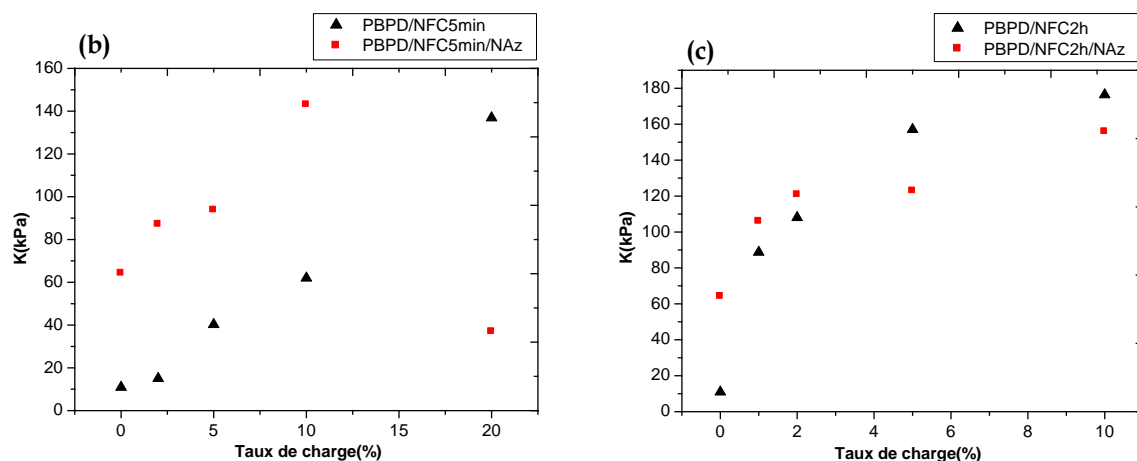 (b)
PBPD/NFC5min
PBPD/NFC5min/NAz
160
140
120
100
80
60
40
20
0
K(kPa)
0 5 10 15 20
Taux de charge(%)
(c)
PBPD/NFC2h
PBPD/NFC2h/NAz
180
160
140
120
100
80
60
40
20
0
K(kPa)
0 2 4 6 8 10
Taux de charge(%)